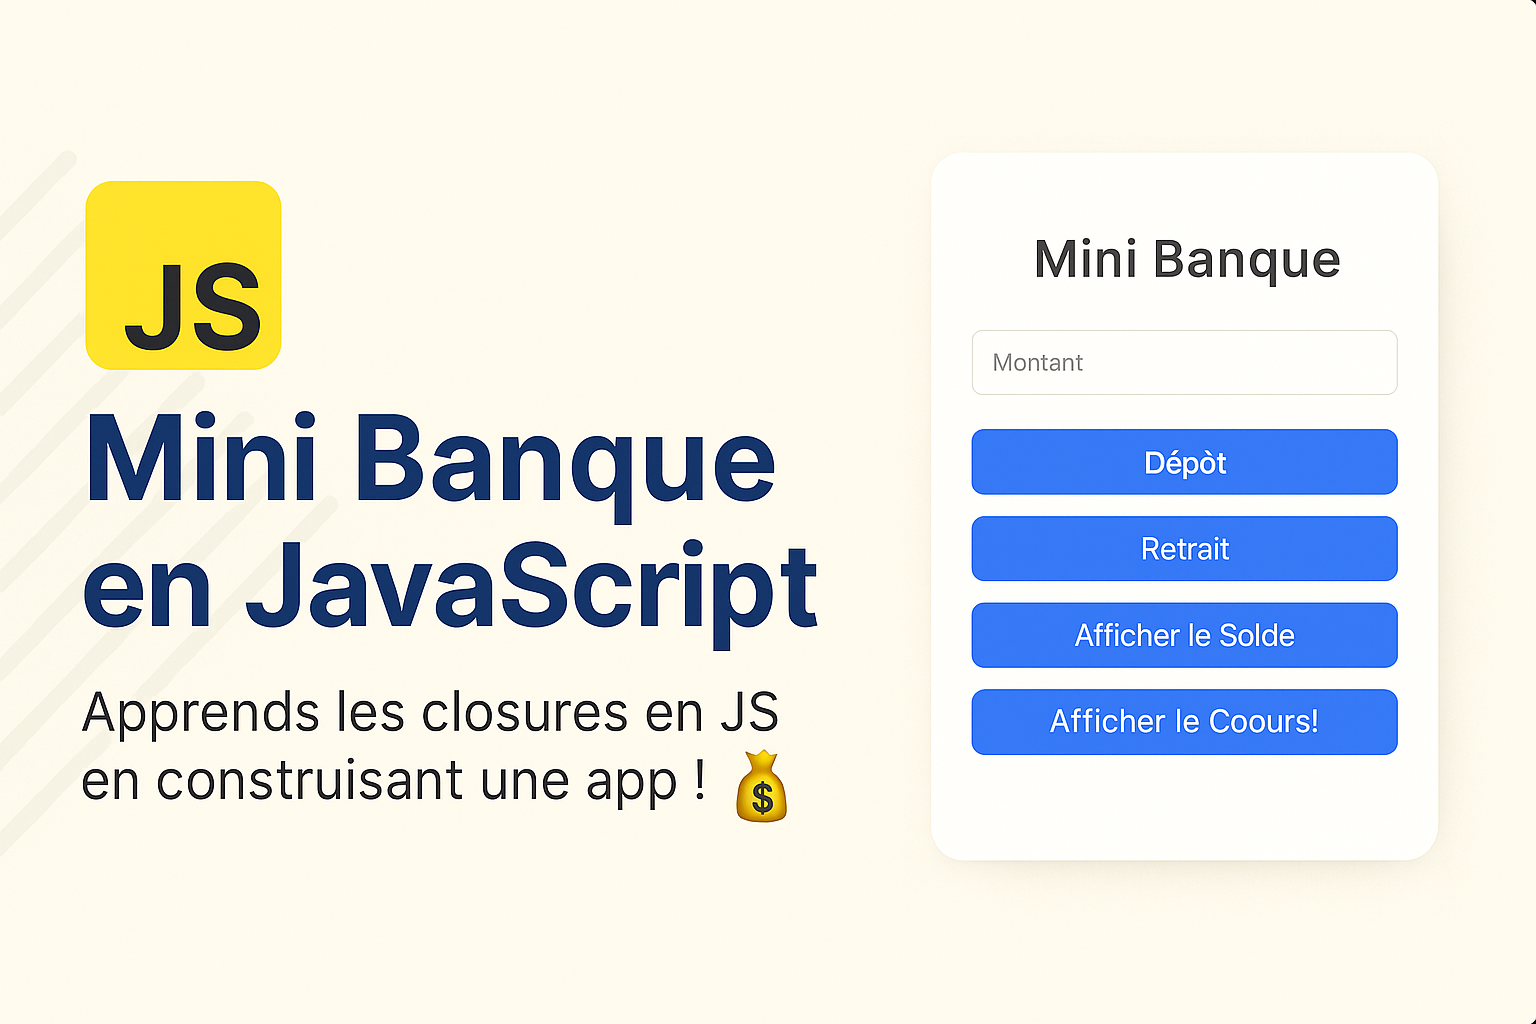 JS
Mini Banque
en JavaScript
Apprends les closures en JS
en construisant une app !
$
Mini Banque
Montant
Dépòt
Retrait
Afficher le Solde
Afficher le Coours!